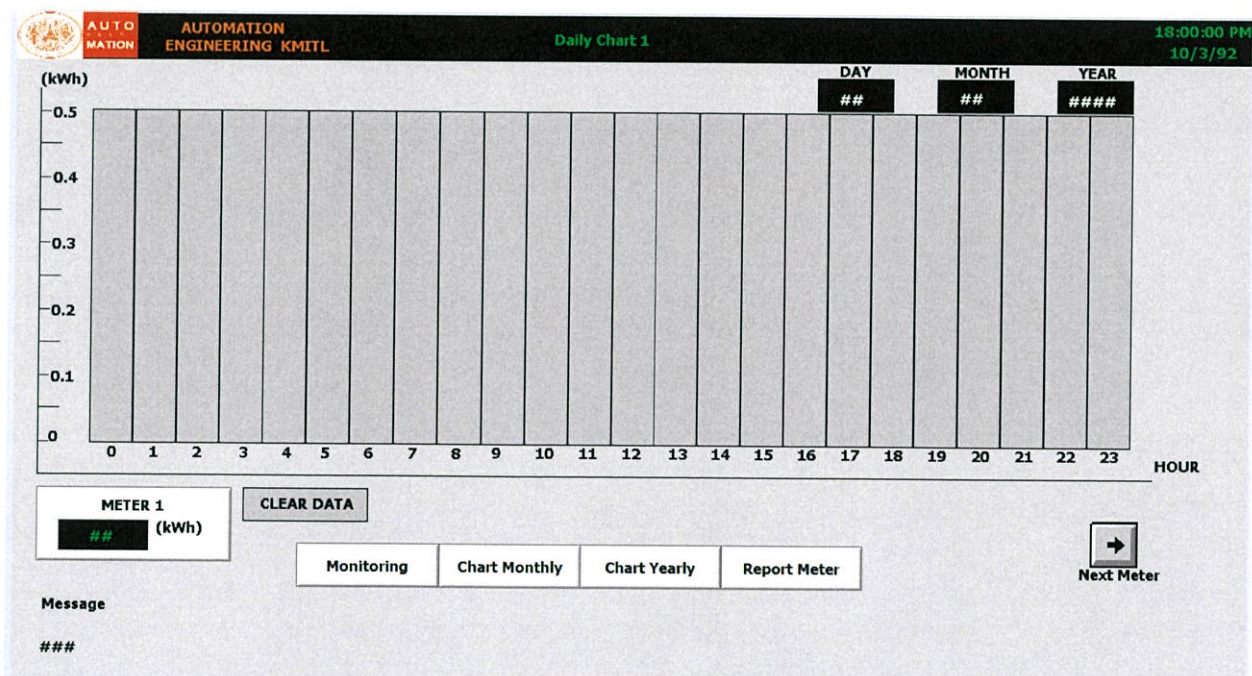 AUTO
MATION
AUTOMATION
ENGINEERING KMITL
Daily Chart 1
18:00:00 PM
10/3/92
(kWh)
DAY MONTH YEAR
## ## ####
0.5
0.4
0.3
0.2
0.1
0
0 1 2 3 4 5 6 7 8 9 10 11 12 13 14 15 16 17 18 19 20 21 22 23
HOUR
METER 1
## (kWh)
CLEAR DATA
Monitoring Chart Monthly Chart Yearly Report Meter
Next Meter
Message
###